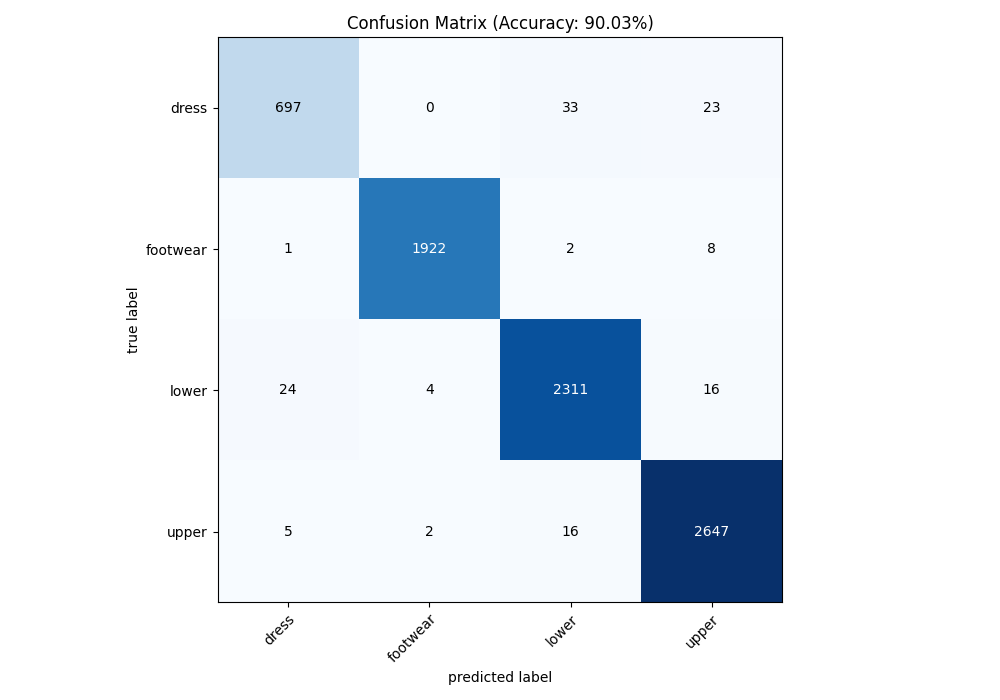 Confusion Matrix (Accuracy: 90.03%)
dress 697 0 33 23
footwear 1 1922 2 8
lower 24 4 2311 16
upper 5 2 16 2647
true label
dress footwear lower upper
predicted label